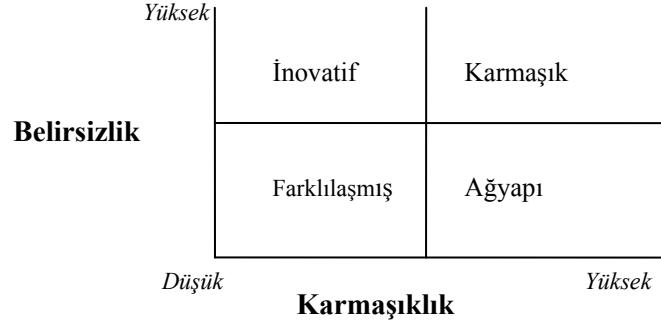 Yüksek
İnovatif Karmaşık
Belirsizlik
Farklılaşmış Ağyapı
Düşük Yüksek
Karmaşıklık